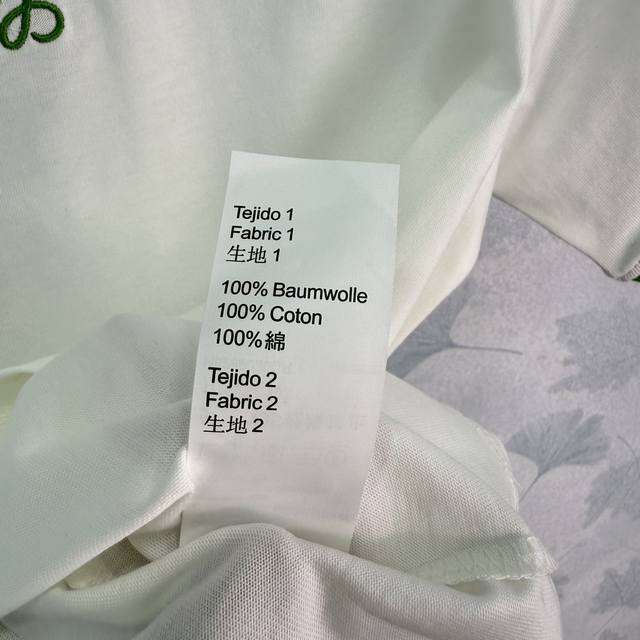 Tejido 1
Fabric 1
生地 1
100% Baumwolle
100% Coton
100%綿
Tejido 2
Fabric 2
生地 2